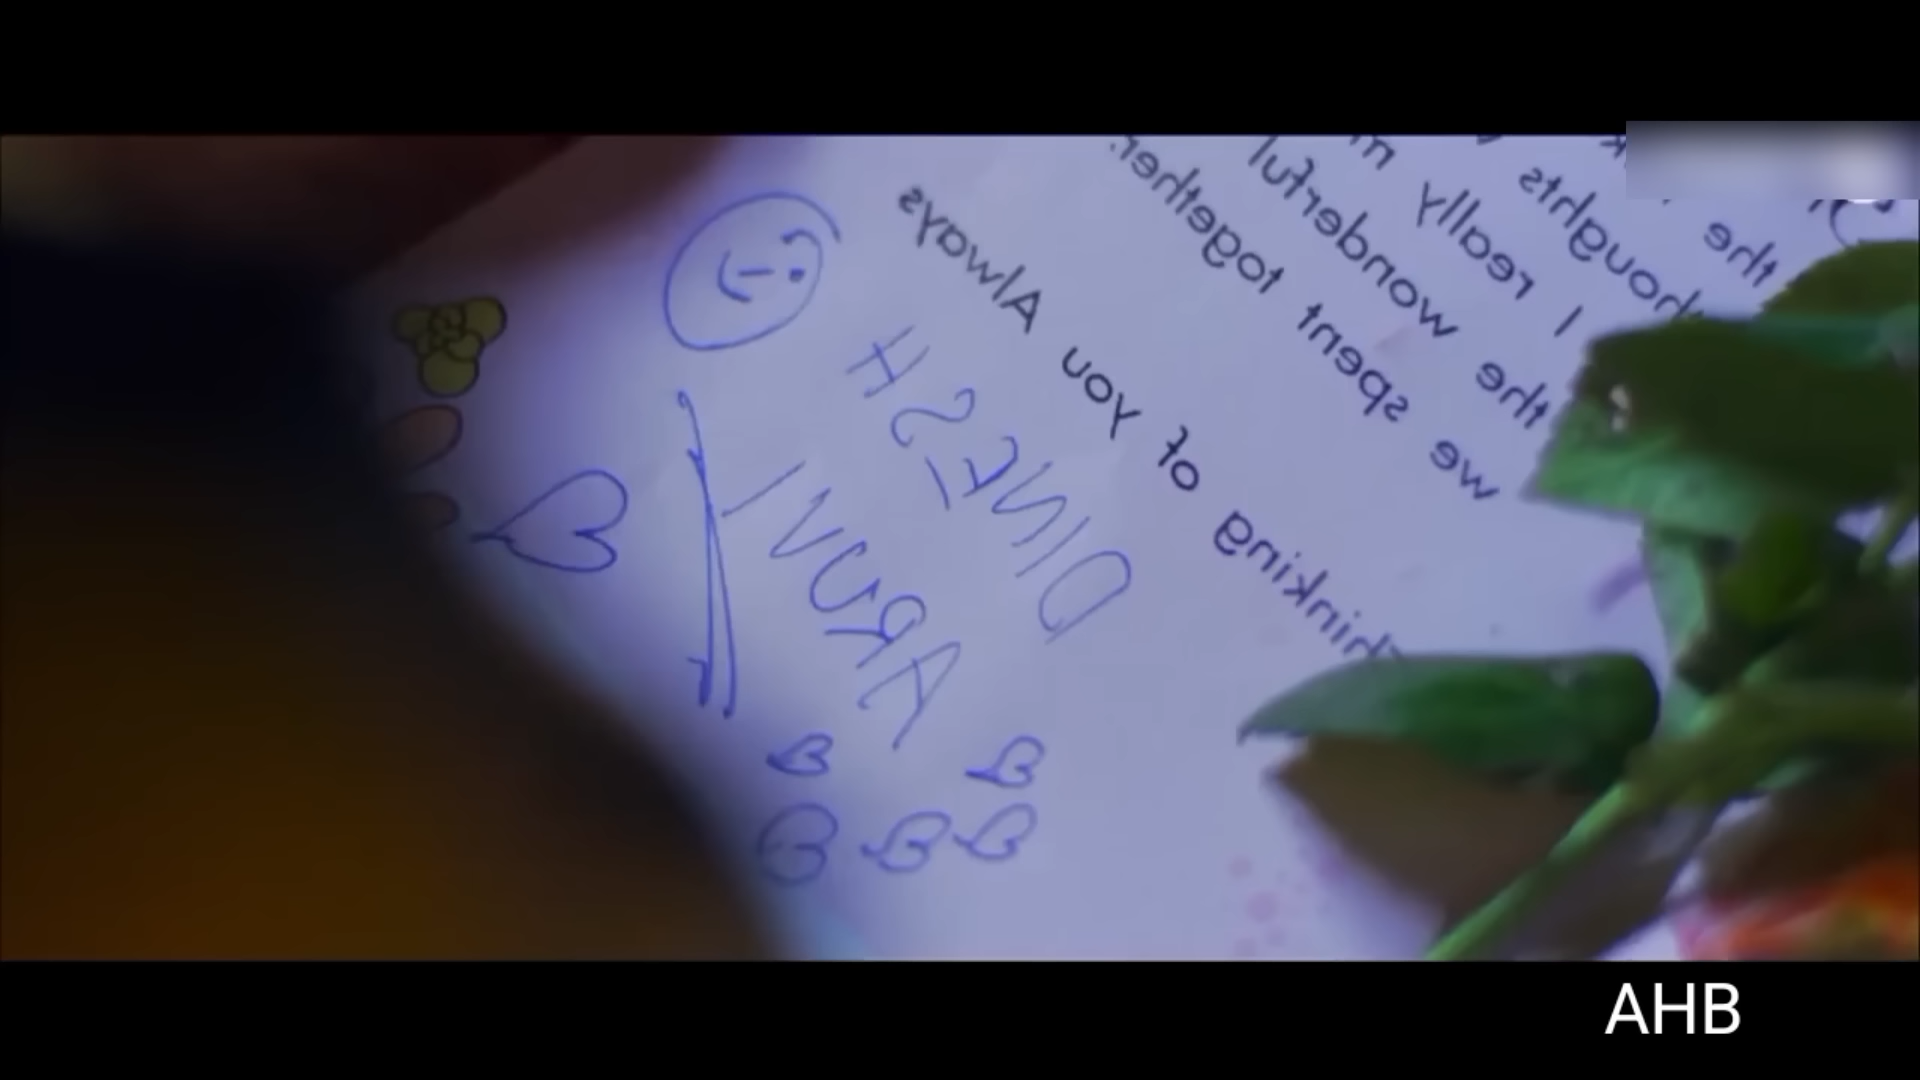 the
thoughts
I really
the wonderful
we spent together.
Thinking of you Always
DINESH
ARUVI
AHB